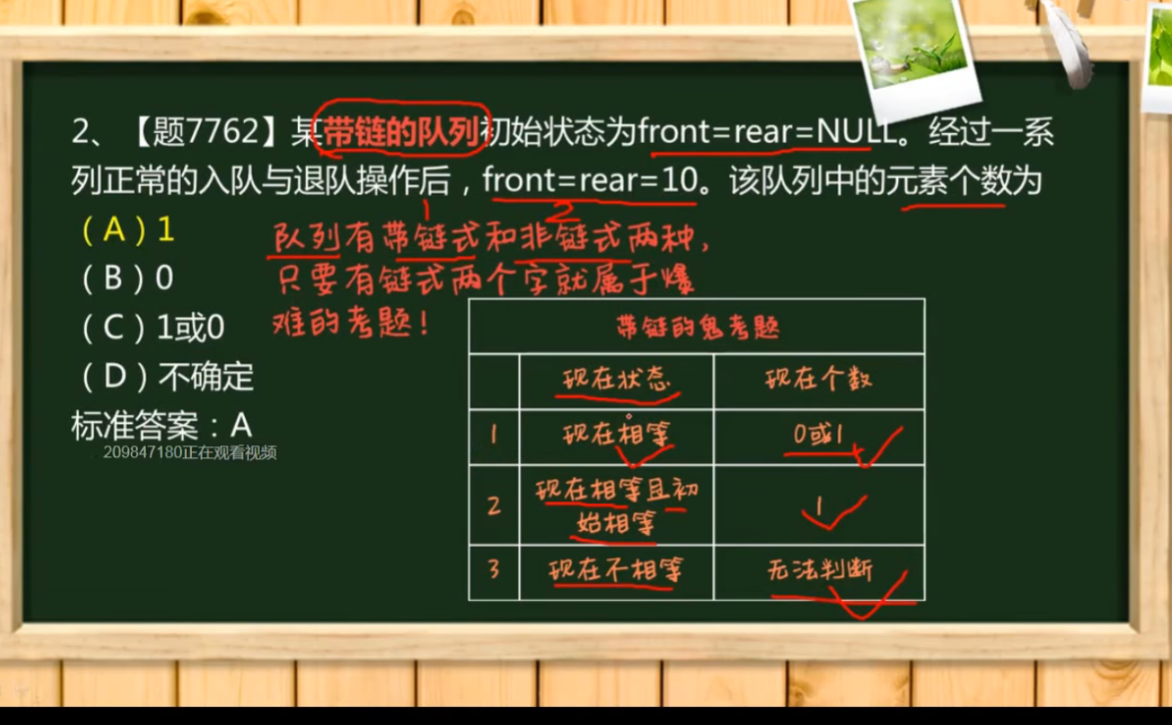 2、【题7762】某带链的队列初始状态为front=rear=NULL。经过一系
列正常的入队与退队操作后，front=rear=10。该队列中的元素个数为
（A）1
1 2
队列有带链式和非链式两种，
（B）0
只要有链式两个字就属于爆
（C）1或0
难的考题！
带链的鬼考题
（D）不确定
现在状态 现在个数
标准答案：A
1 现在相等 0或1
209847180正在观看视频
2 现在相等且初
始相等 1
3 现在不相等 无法判断